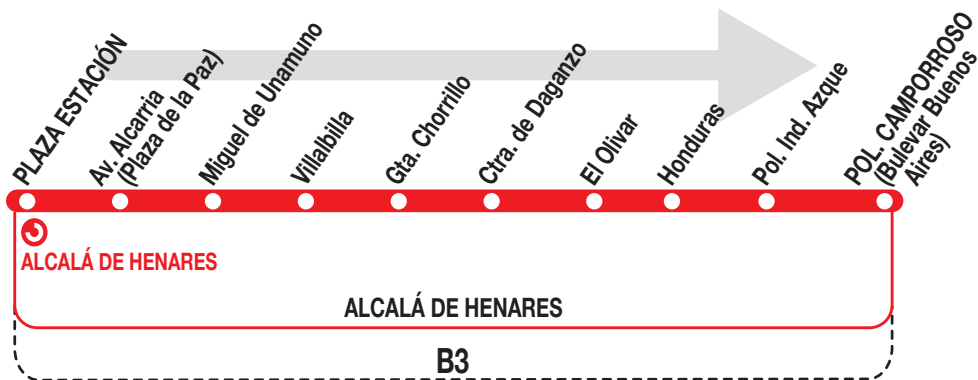 PLAZA ESTACIÓN
Av. Alcarria
(Plaza de la Paz)
Miguel de Unamuno
Villalbilla
Gta. Chorrillo
Ctra. de Daganzo
El Olivar
Honduras
Pol. Ind. Azque
POL. CAMPORROSO
(Bulevar Buenos
Aires)
ALCALÁ DE HENARES
ALCALÁ DE HENARES
B3